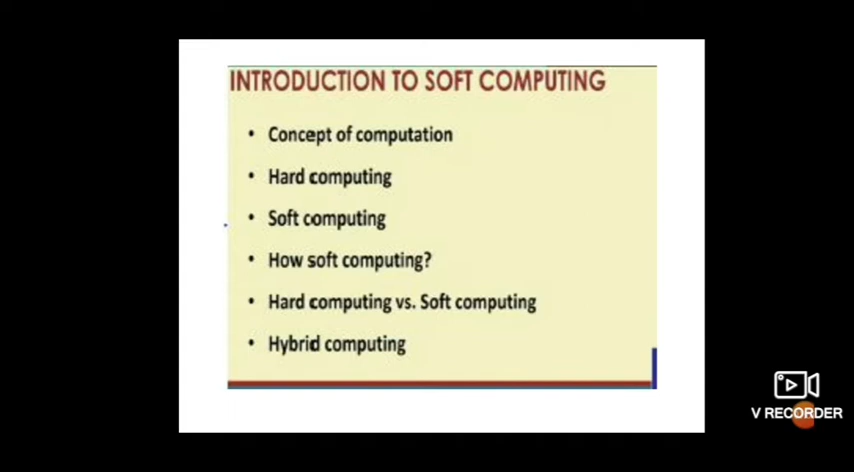 INTRODUCTION TO SOFT COMPUTING
• Concept of computation
• Hard computing
• Soft computing
• How soft computing?
• Hard computing vs. Soft computing
• Hybrid computing
V RECORDER